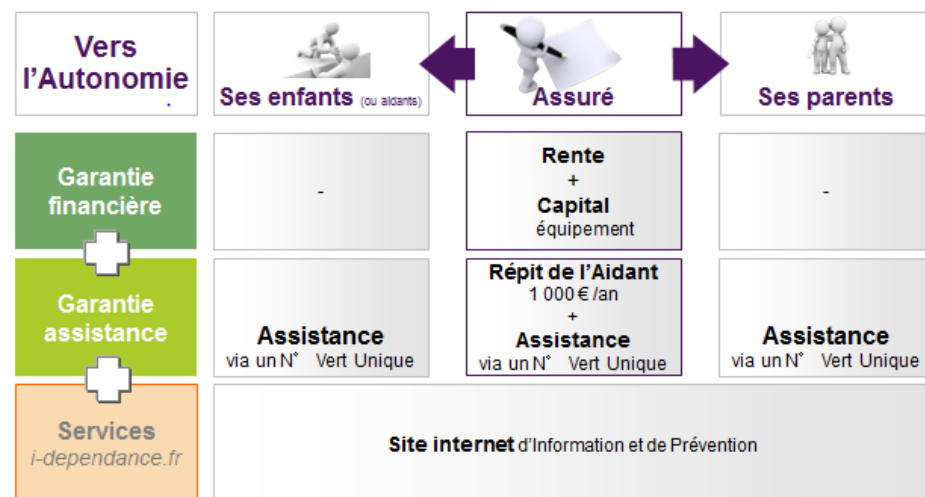 Vers
l'Autonomie
Ses enfants (ou aidants)
Assuré
Ses parents
Garantie
financière
-
Rente
+
Capital
équipement
-
Garantie
assistance
Assistance
via un N° Vert Unique
Répit de l'Aidant
1 000 € /an
+
Assistance
via un N° Vert Unique
Assistance
via un N° Vert Unique
Services
i-dependance.fr
Site internet d'Information et de Prévention